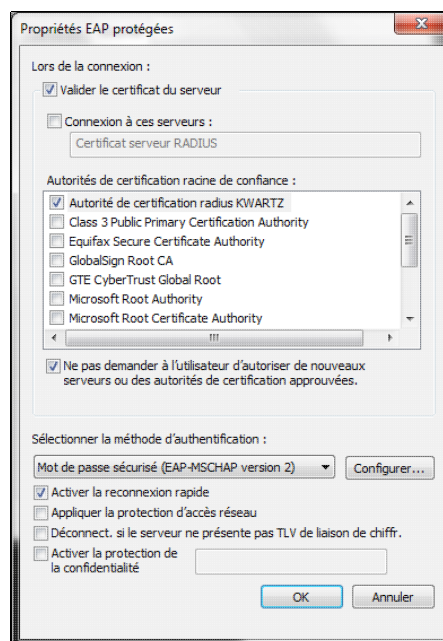 Propriétés EAP protégées
Lors de la connexion :
Valider le certificat du serveur
Connexion à ces serveurs :
Certificat serveur RADIUS
Autorités de certification racine de confiance :
Autorité de certification radius KWARTZ
Class 3 Public Primary Certification Authority
Equifax Secure Certificate Authority
GlobalSign Root CA
GTE CyberTrust Global Root
Microsoft Root Authority
Microsoft Root Certificate Authority
Ne pas demander à l'utilisateur d'autoriser de nouveaux
serveurs ou des autorités de certification approuvées.
Sélectionner la méthode d'authentification :
Mot de passe sécurisé (EAP-MSCHAP version 2)
Configurer...
Activer la reconnexion rapide
Appliquer la protection d'accès réseau
Déconnect. si le serveur ne présente pas TLV de liaison de chiffr.
Activer la protection de
la confidentialité
OK
Annuler